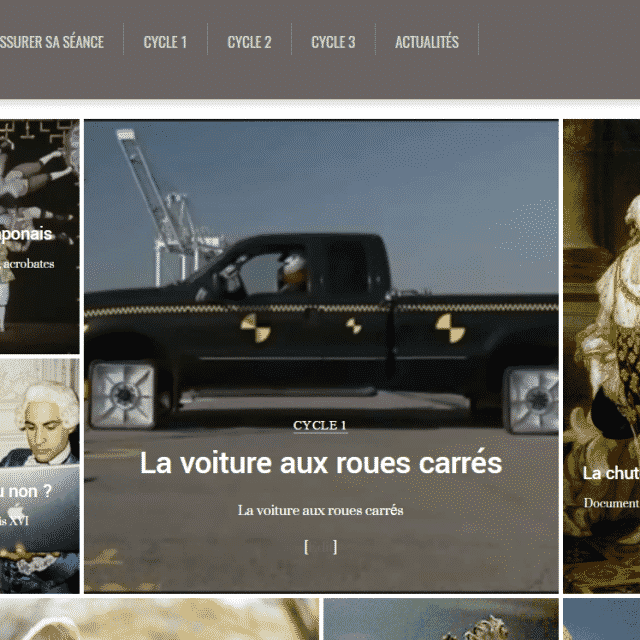 SSURER SA SÉANCE
CYCLE 1
CYCLE 2
CYCLE 3
ACTUALITÉS
ponais
acrobates
u non ?
is XVI
CYCLE 1
La voiture aux roues carrés
La voiture aux roues carrés
[ ]
La chut
Document